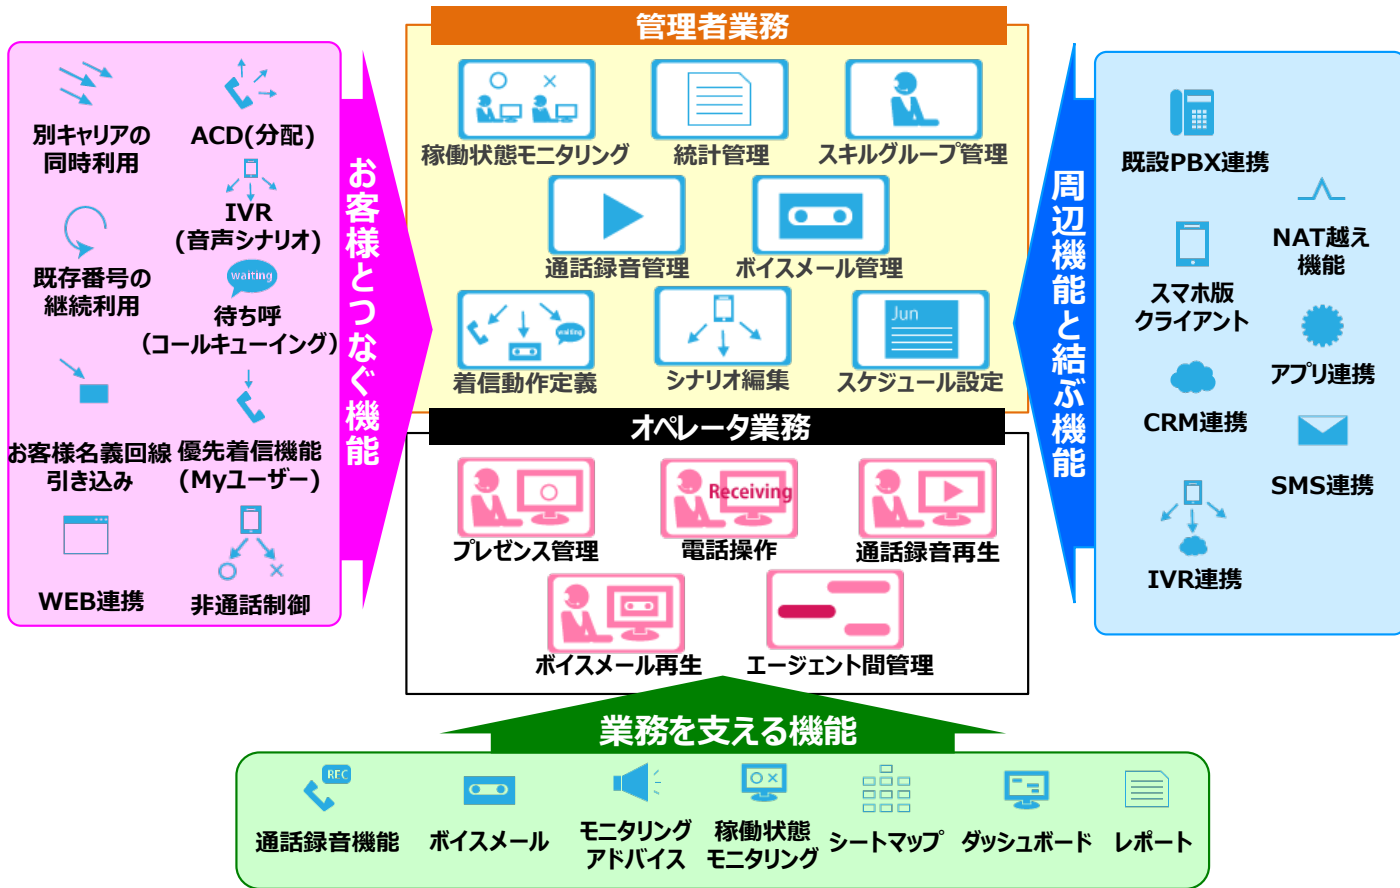 管理者業務
稼働状態モニタリング
統計管理
スキルグループ管理
通話録音管理
ボイスメール管理
waiting
Jun
着信動作定義
シナリオ編集
スケジュール設定
オペレータ業務
Receiving
プレゼンス管理
電話操作
通話録音再生
ボイスメール再生
エージェント間管理
お客様とつなぐ機能
別キャリアの
同時利用
ACD(分配)
IVR
(音声シナリオ)
既存番号の
継続利用
waiting
待ち呼
(コールキューイング)
お客様名義回線
引き込み
優先着信機能
(Myユーザー)
WEB連携
非通話制御
周辺機能と結ぶ機能
既設PBX連携
NAT越え
機能
スマホ版
クライアント
アプリ連携
CRM連携
SMS連携
IVR連携
業務を支える機能
REC
通話録音機能
ボイスメール
モニタリング
アドバイス
稼働状態
モニタリング
シートマップ
ダッシュボード
レポート